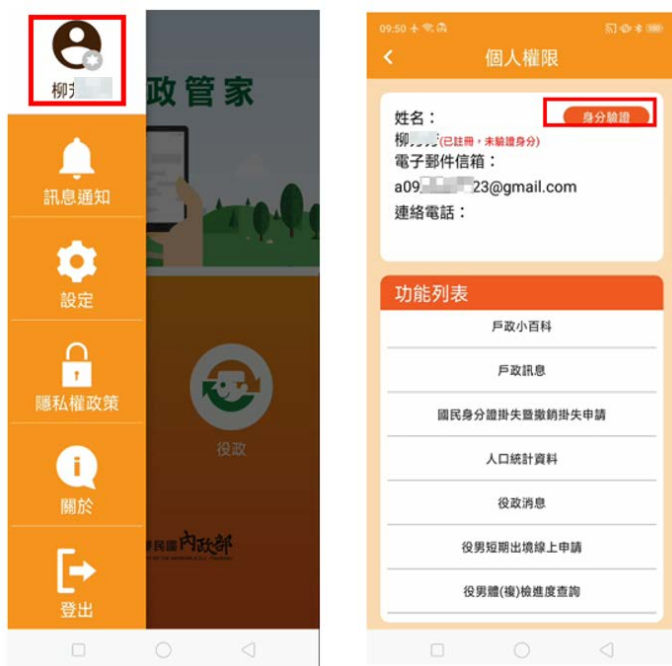 柳
政管家
訊息通知
設定
隱私權政策
關於
登出
役政
民國內政部
09:50
個人權限
姓名：
身分驗證
柳 (已註冊，未驗證身分)
電子郵件信箱：
a09 23@gmail.com
連絡電話：
功能列表
戶政小百科
戶政訊息
國民身分證掛失暨撤銷掛失申請
人口統計資料
役政消息
役男短期出境線上申請
役男體(複)檢進度查詢